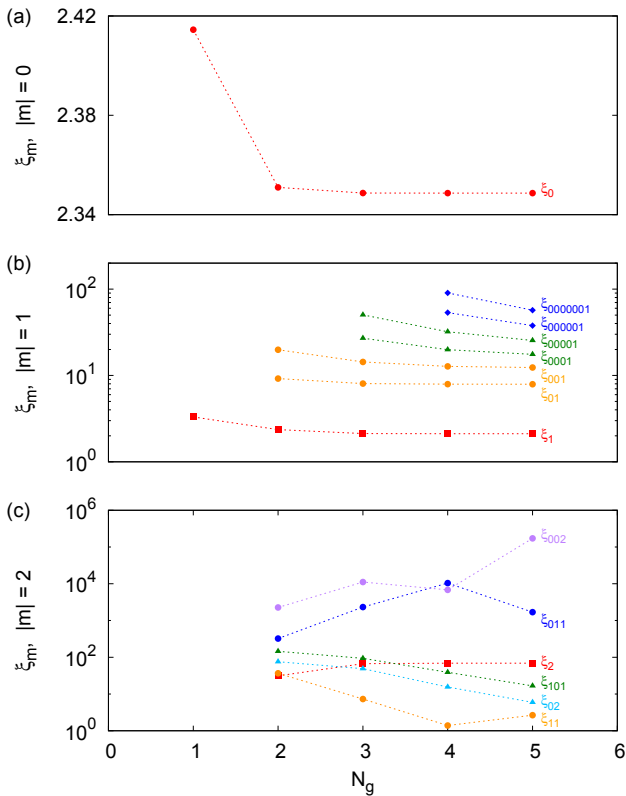 (a)
2.42
2.38
2.34
ξm, |m| = 0
ξ0
(b)
10^2
10^1
10^0
ξm, |m| = 1
ξ0000001
ξ000001
ξ00001
ξ0001
ξ001
ξ01
ξ1
(c)
10^6
10^4
10^2
10^0
ξm, |m| = 2
ξ002
ξ011
ξ2
ξ101
ξ02
ξ11
0 1 2 3 4 5 6
Ng